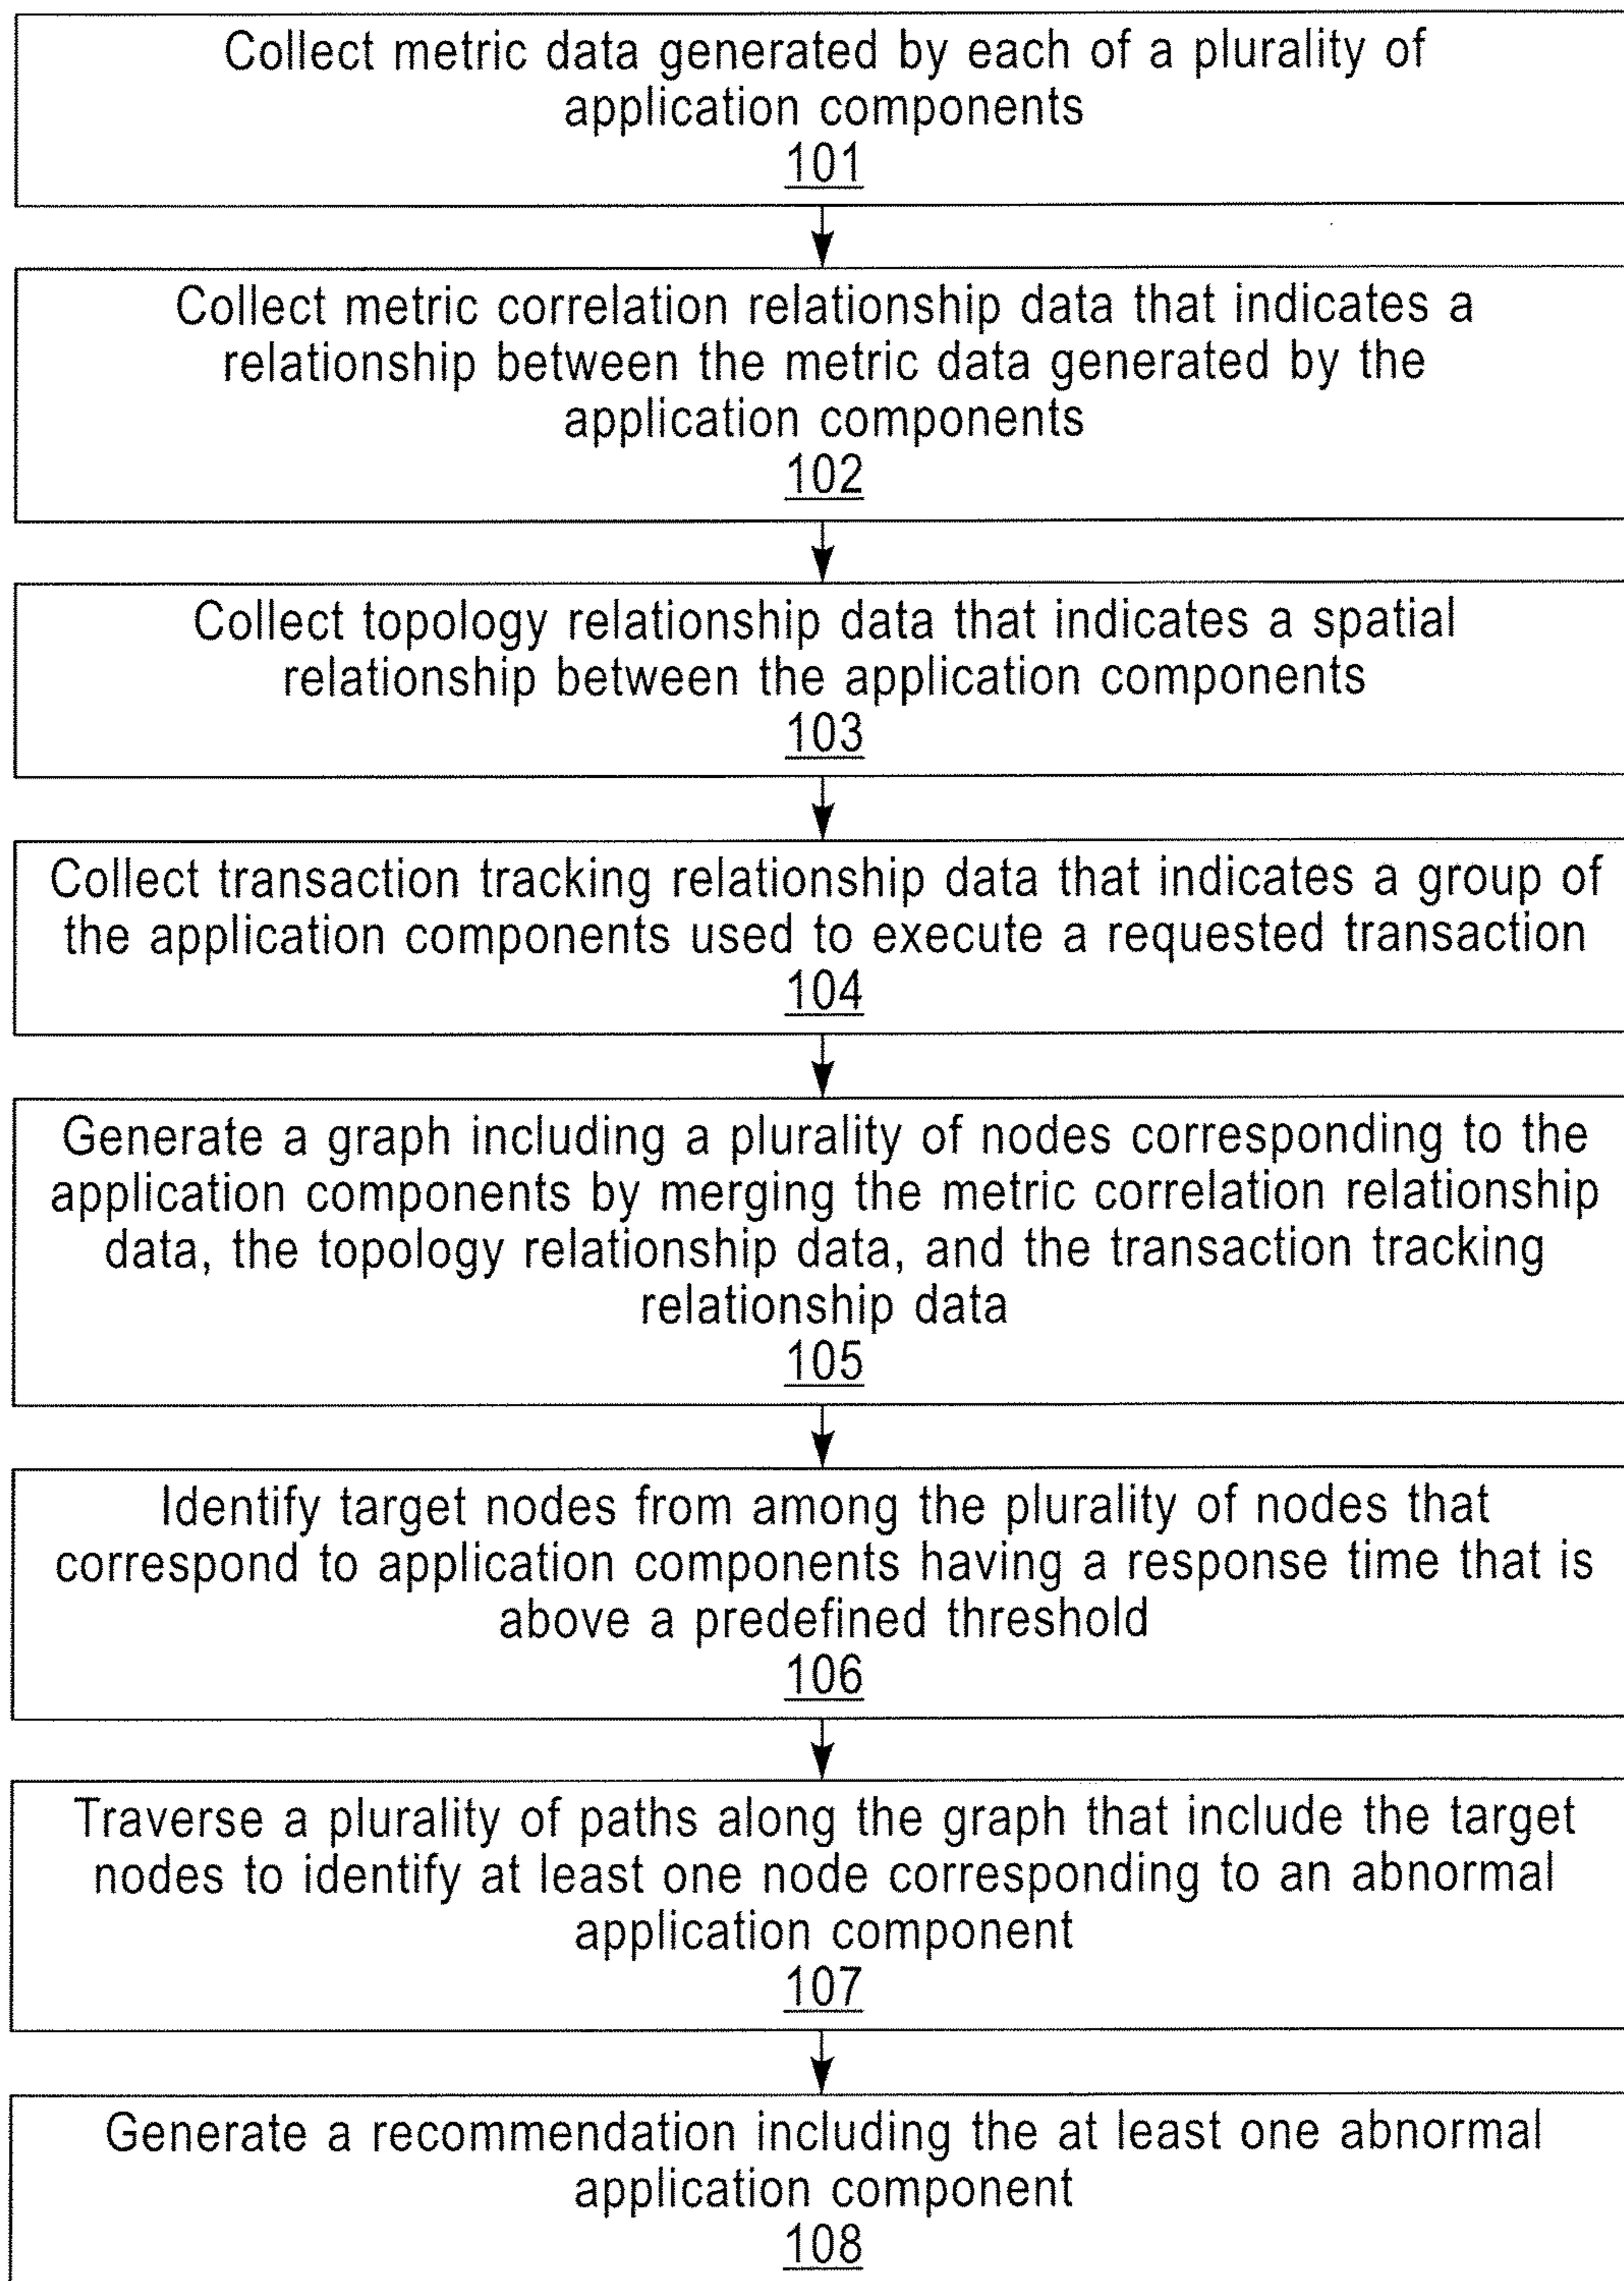 Collect metric data generated by each of a plurality of
application components
101
Collect metric correlation relationship data that indicates a
relationship between the metric data generated by the
application components
102
Collect topology relationship data that indicates a spatial
relationship between the application components
103
Collect transaction tracking relationship data that indicates a group of
the application components used to execute a requested transaction
104
Generate a graph including a plurality of nodes corresponding to the
application components by merging the metric correlation relationship
data, the topology relationship data, and the transaction tracking
relationship data
105
Identify target nodes from among the plurality of nodes that
correspond to application components having a response time that is
above a predefined threshold
106
Traverse a plurality of paths along the graph that include the target
nodes to identify at least one node corresponding to an abnormal
application component
107
Generate a recommendation including the at least one abnormal
application component
108